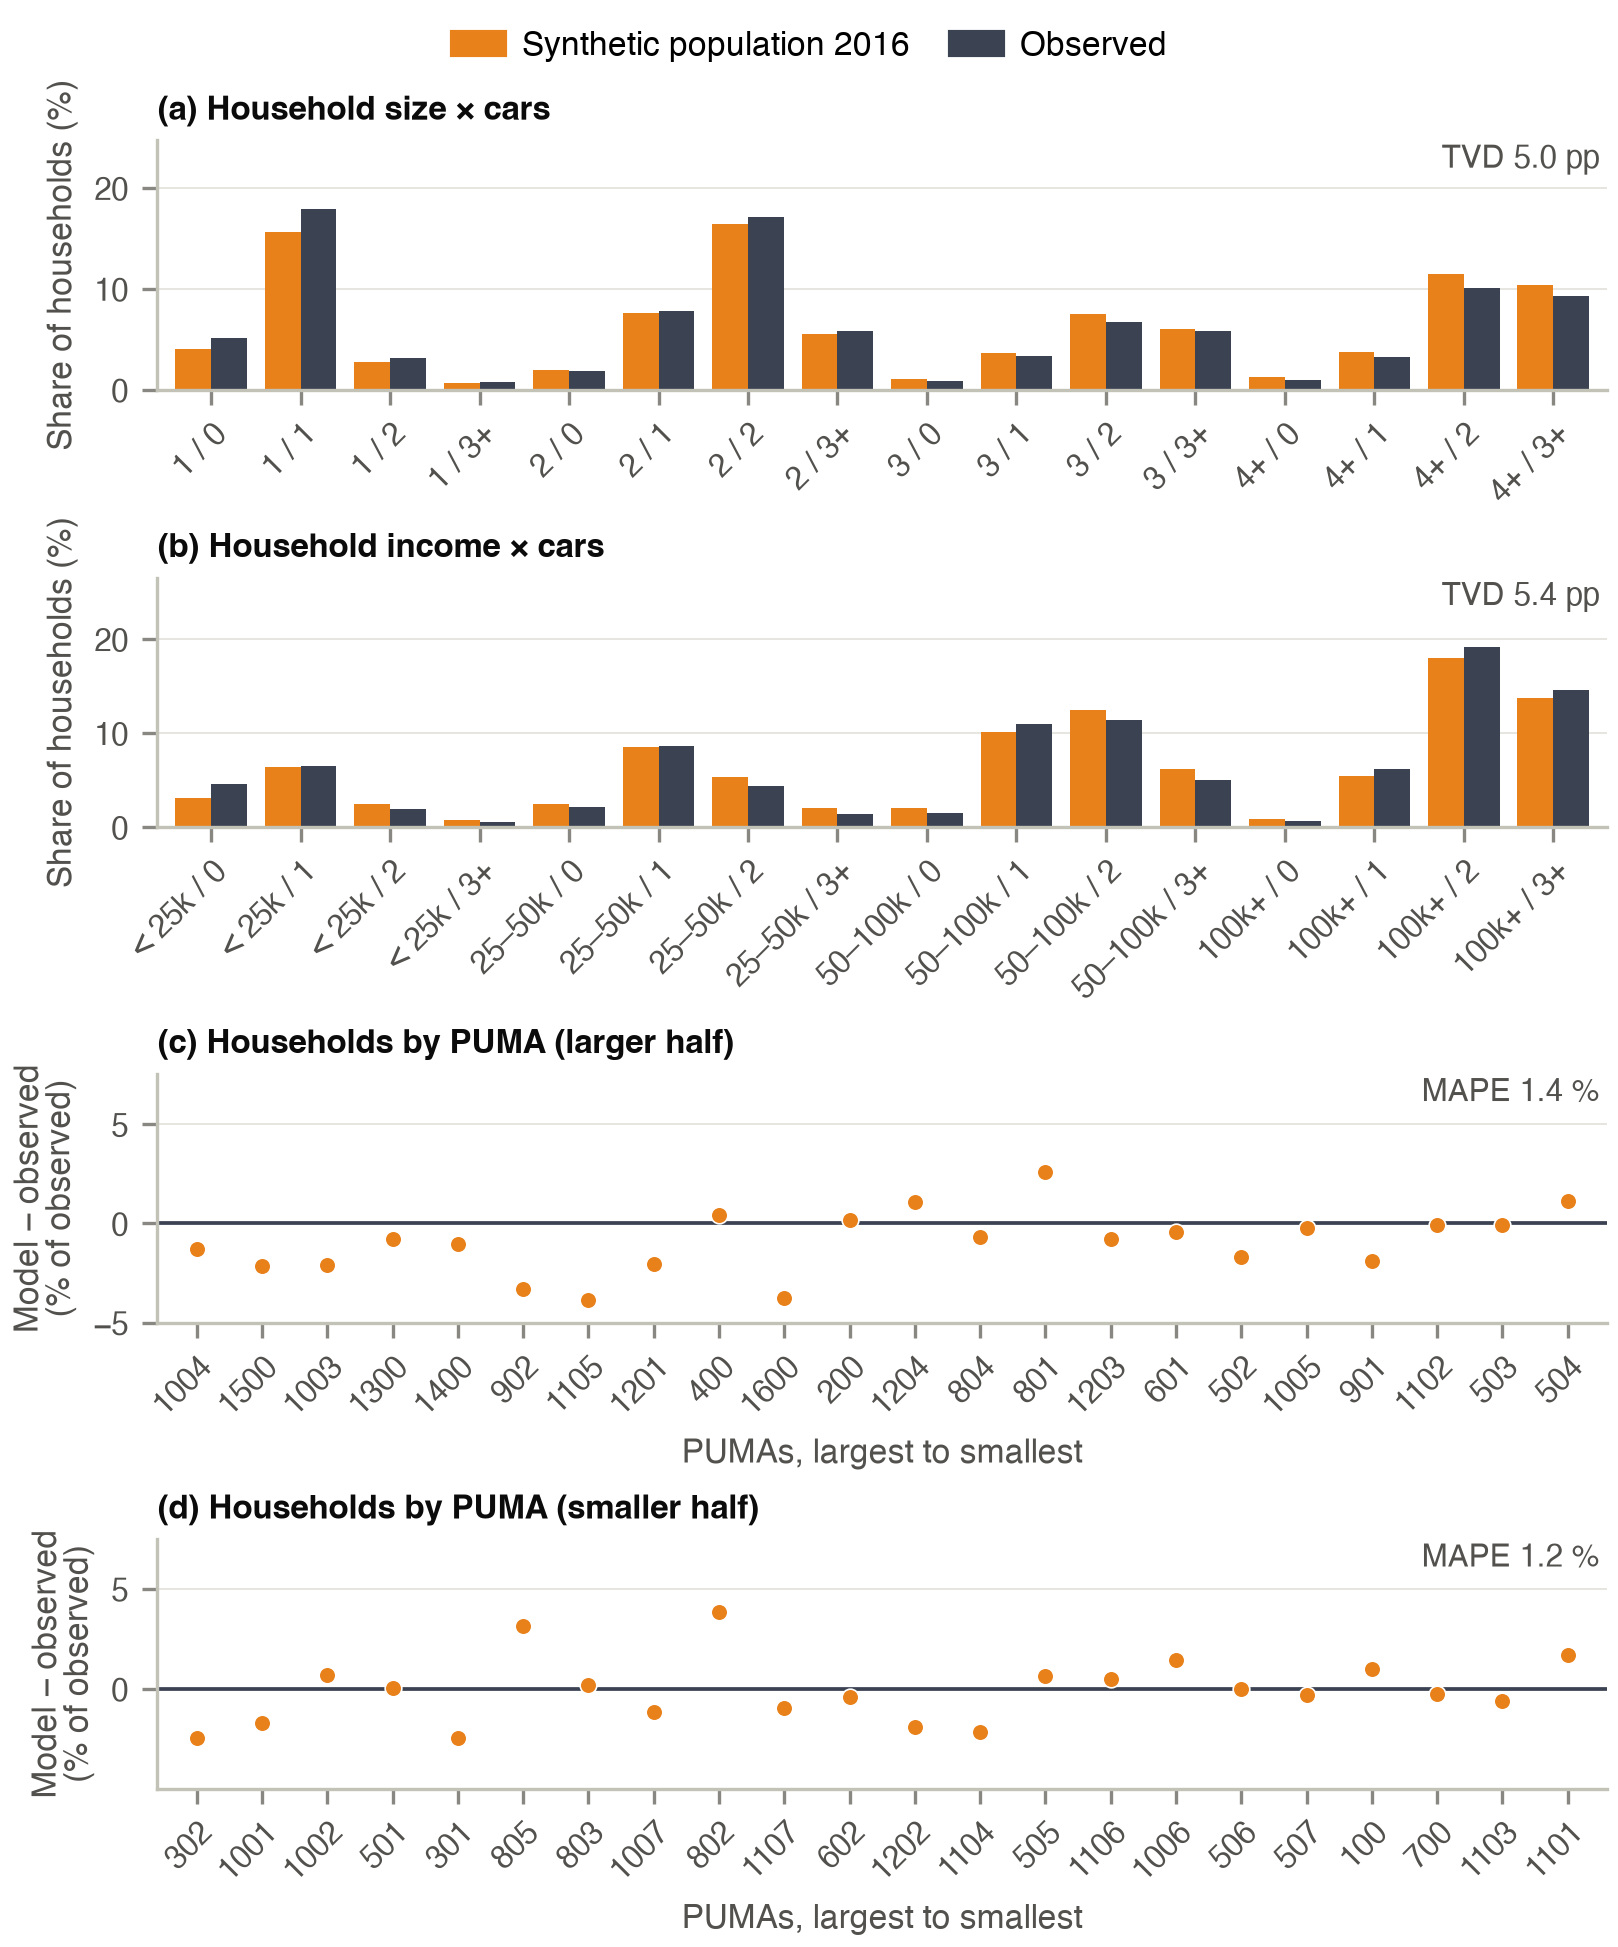 Synthetic population 2016 Observed
(a) Household size × cars
Share of households (%)
TVD 5.0 pp
20
10
0
1 / 0 1 / 1 1 / 2 1 / 3+ 2 / 0 2 / 1 2 / 2 2 / 3+ 3 / 0 3 / 1 3 / 2 3 / 3+ 4+ / 0 4+ / 1 4+ / 2 4+ / 3+
(b) Household income × cars
Share of households (%)
TVD 5.4 pp
20
10
0
< 25k / 0 < 25k / 1 < 25k / 2 < 25k / 3+ 25–50k / 0 25–50k / 1 25–50k / 2 25–50k / 3+ 50–100k / 0 50–100k / 1 50–100k / 2 50–100k / 3+ 100k+ / 0 100k+ / 1 100k+ / 2 100k+ / 3+
(c) Households by PUMA (larger half)
Model – observed
(% of observed)
MAPE 1.4 %
5
0
–5
1004 1500 1003 1300 1400 902 1105 1201 400 1600 200 1204 804 801 1203 601 502 1005 901 1102 503 504
PUMAs, largest to smallest
(d) Households by PUMA (smaller half)
Model – observed
(% of observed)
MAPE 1.2 %
5
0
302 1001 1002 501 301 805 803 1007 802 1107 602 1202 1104 505 1106 1006 506 507 100 700 1103 1101
PUMAs, largest to smallest